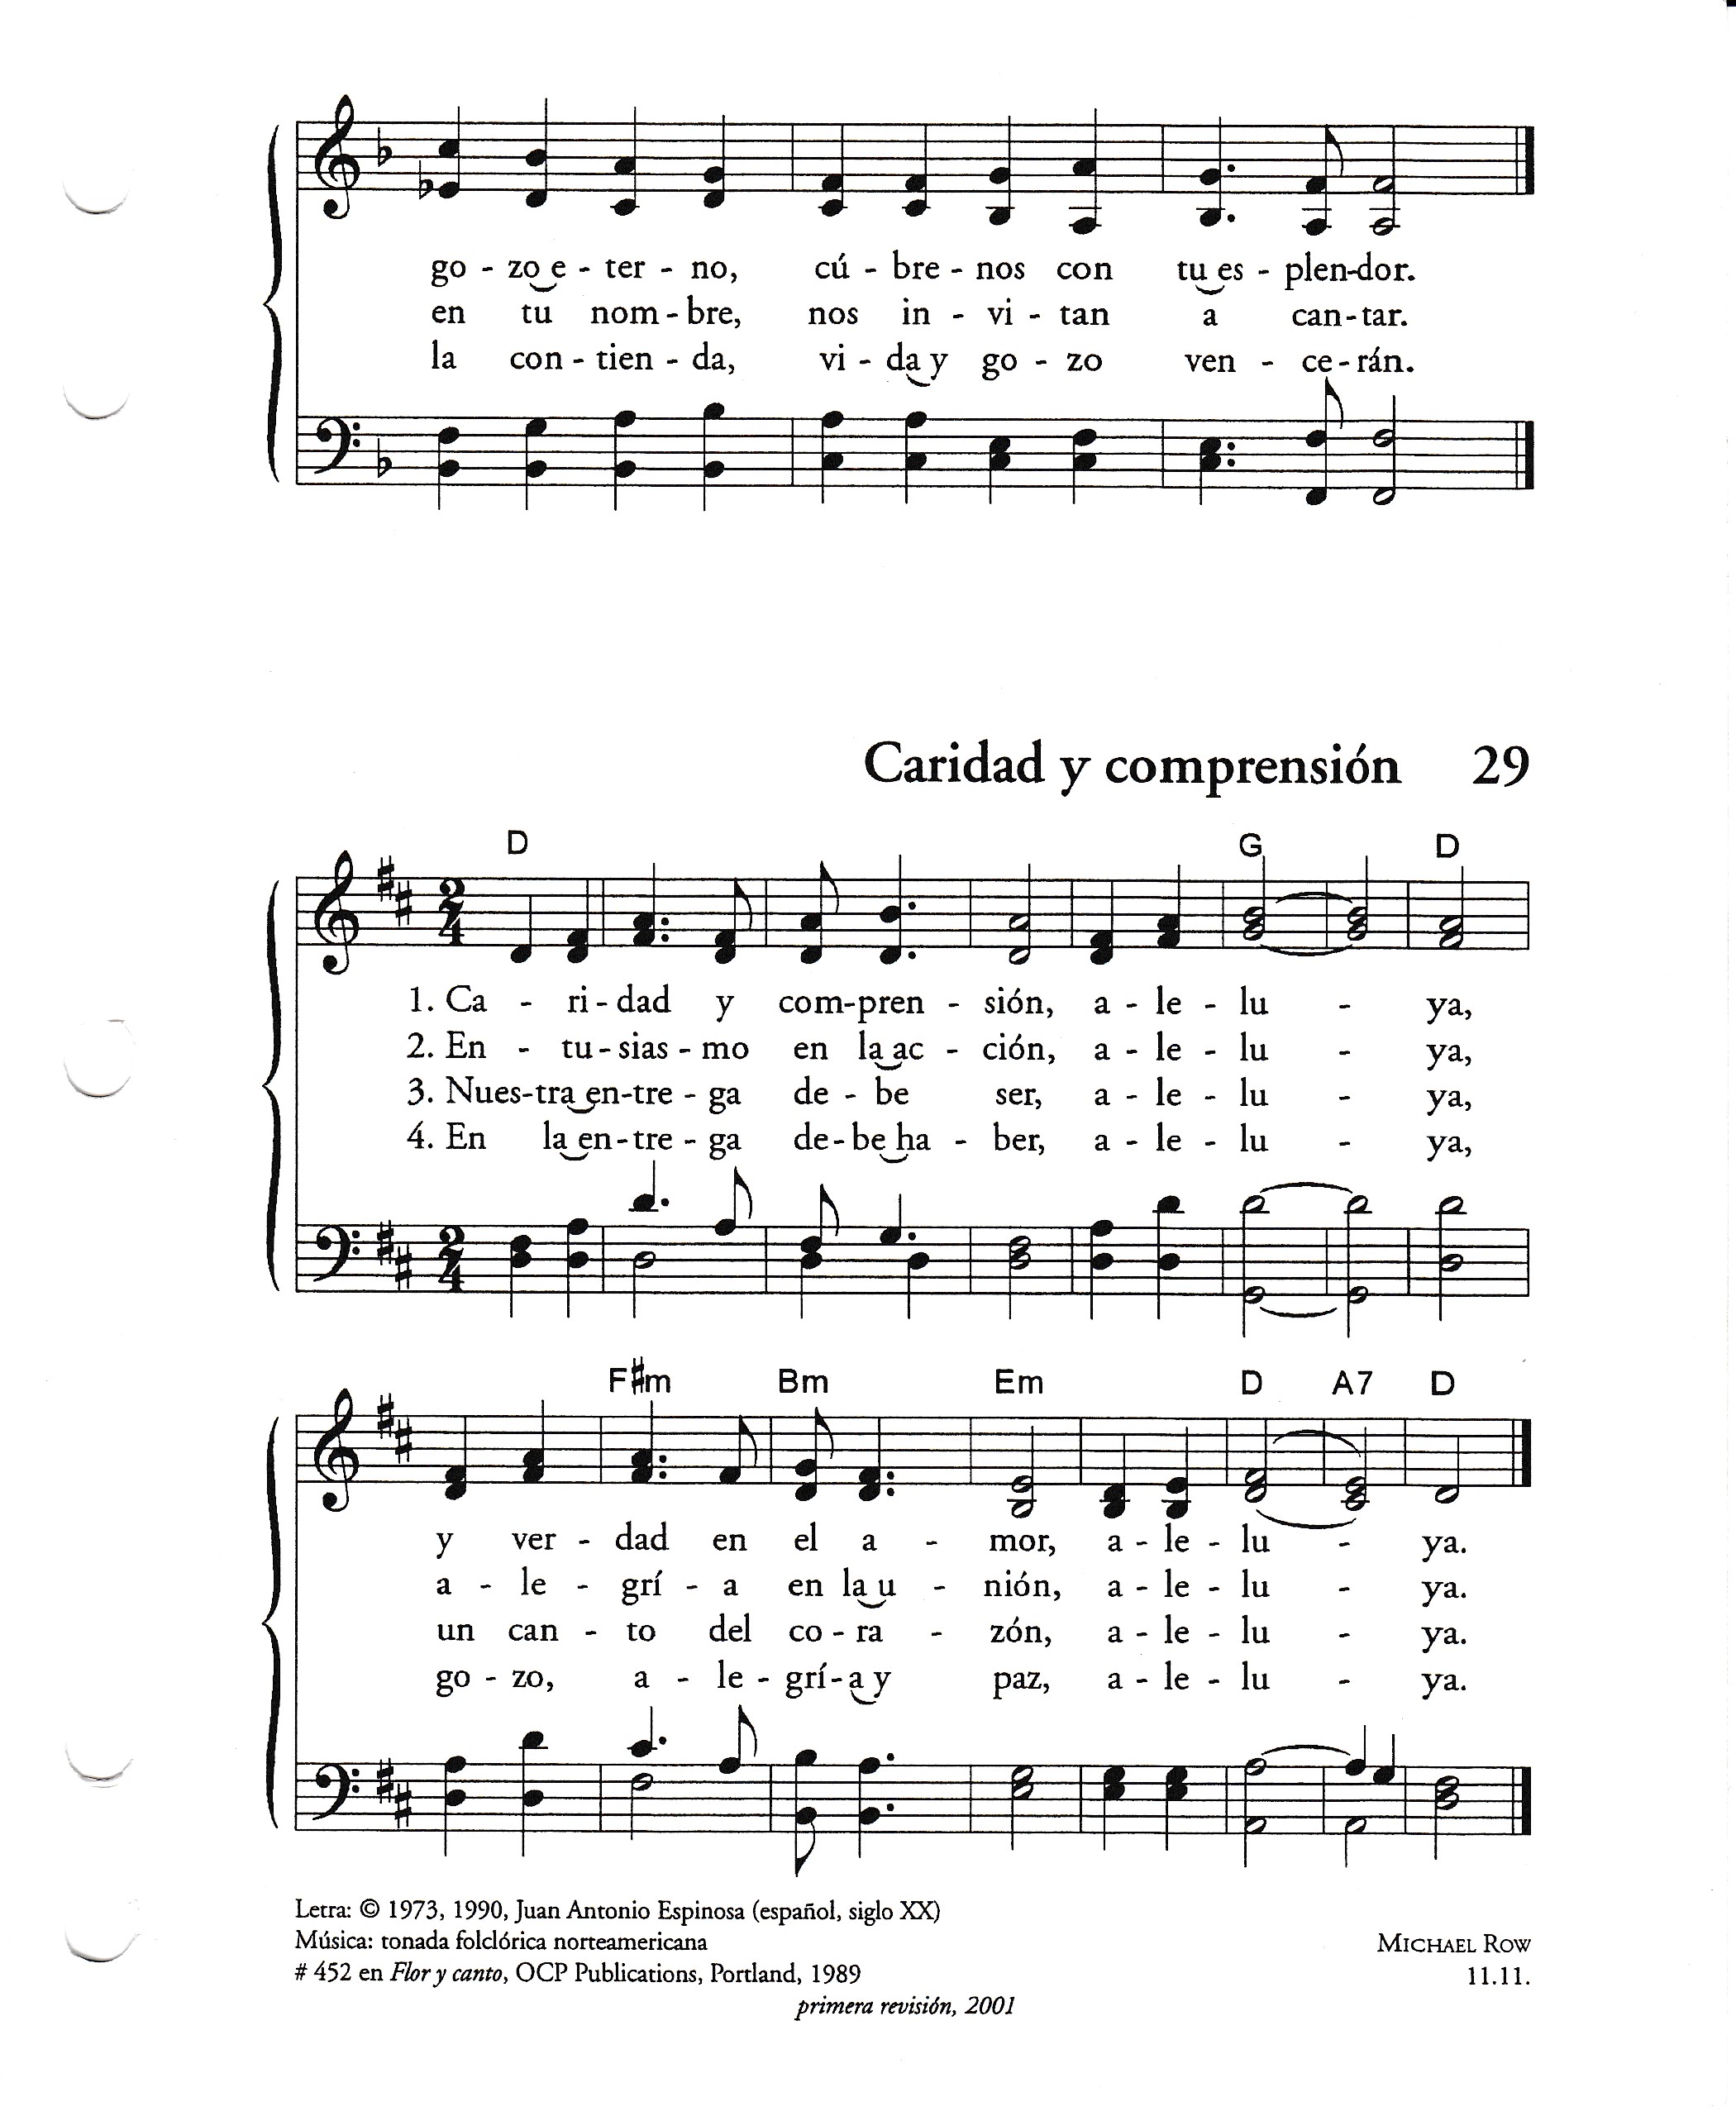 go - zo e - ter - no, cú - bre - nos con tu es - plen-dor.
en tu nom - bre, nos in - vi - tan a can - tar.
la con - tien - da, vi - da y go - zo ven - ce - rán.
Caridad y comprensión 29
D G D
1. Ca - ri - dad y com-pren - sión, a - le - lu - ya,
2. En - tu - sias - mo en la ac - ción, a - le - lu - ya,
3. Nues-tra en-tre - ga de - be ser, a - le - lu - ya,
4. En la en-tre - ga de-be ha - ber, a - le - lu - ya,
F#m Bm Em D A7 D
y ver - dad en el a - mor, a - le - lu - ya.
a - le - grí - a en la u - nión, a - le - lu - ya.
un can - to del co - ra - zón, a - le - lu - ya.
go - zo, a - le - grí-a y paz, a - le - lu - ya.
Letra: © 1973, 1990, Juan Antonio Espinosa (español, siglo XX)
Música: tonada folclórica norteamericana
# 452 en Flor y canto, OCP Publications, Portland, 1989
MICHAEL ROW
11.11.
primera revisión, 2001